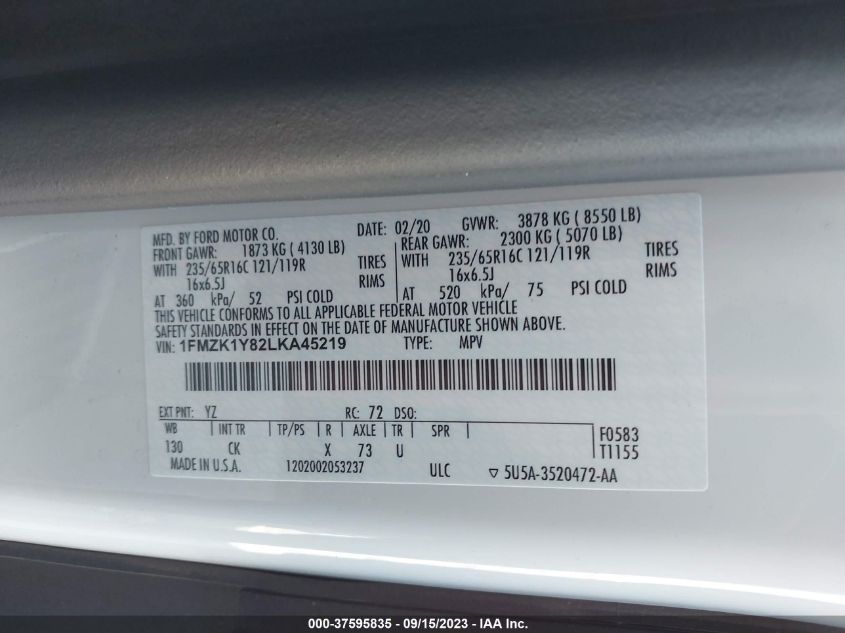 MFD. BY FORD MOTOR CO. DATE: 02/20 GVWR: 3878 KG ( 8550 LB)
FRONT GAWR: 1873 KG ( 4130 LB) REAR GAWR: 2300 KG ( 5070 LB)
WITH 235/65R16C 121/119R TIRES WITH 235/65R16C 121/119R TIRES
16x6.5J RIMS 16x6.5J RIMS
AT 360 kPa/ 52 PSI COLD AT 520 kPa/ 75 PSI COLD
THIS VEHICLE CONFORMS TO ALL APPLICABLE FEDERAL MOTOR VEHICLE
SAFETY STANDARDS IN EFFECT ON THE DATE OF MANUFACTURE SHOWN ABOVE.
VIN: 1FMZK1Y82LKA45219 TYPE: MPV
EXT PNT: YZ RC: 72 DSO:
WB INT TR TP/PS R AXLE TR SPR F0583
130 CK X 73 U T1155
MADE IN U.S.A. 1202002053237 ULC ▽ 5U5A-3520472-AA
000-37595835 - 09/15/2023 - IAA Inc.